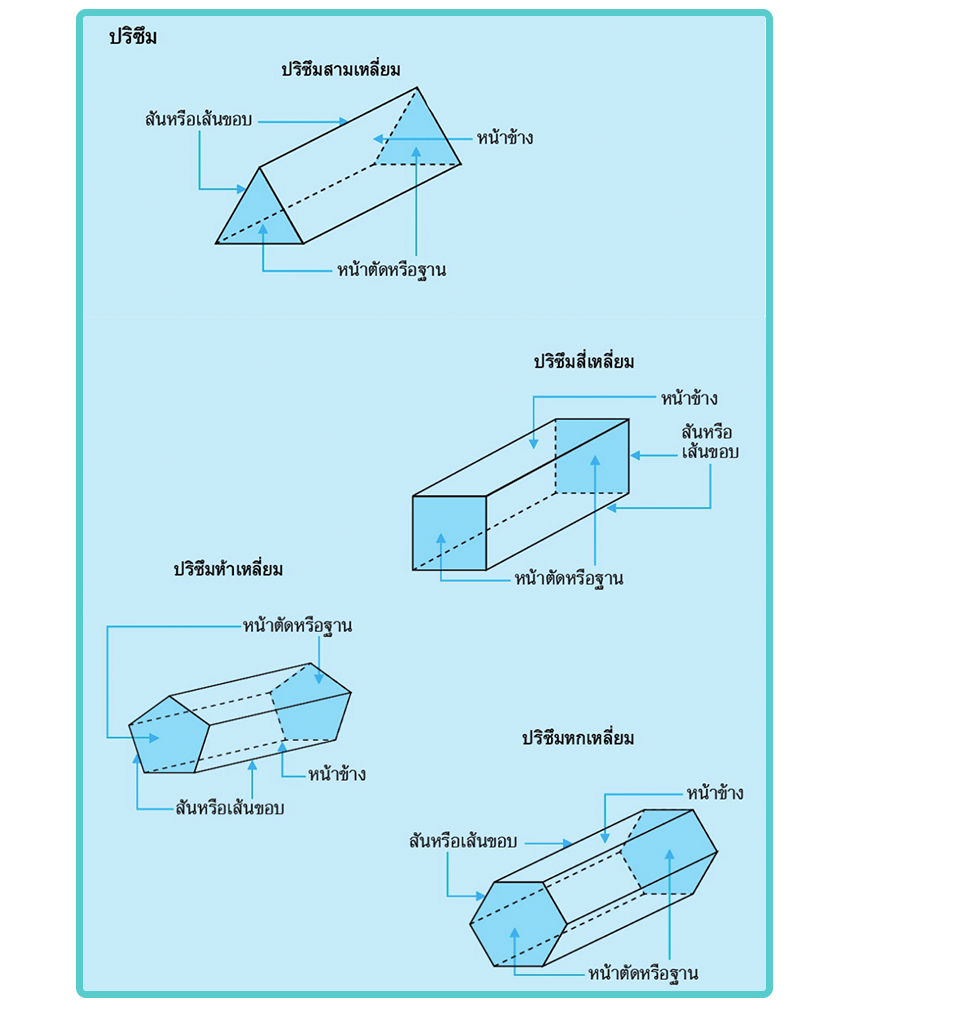 ปริซึม
ปริซึมสามเหลี่ยม
สันหรือเส้นขอบ
หน้าข้าง
หน้าตัดหรือฐาน
ปริซึมสี่เหลี่ยม
หน้าข้าง
สันหรือ
เส้นขอบ
หน้าตัดหรือฐาน
ปริซึมห้าเหลี่ยม
หน้าตัดหรือฐาน
หน้าข้าง
สันหรือเส้นขอบ
ปริซึมหกเหลี่ยม
หน้าข้าง
สันหรือเส้นขอบ
หน้าตัดหรือฐาน